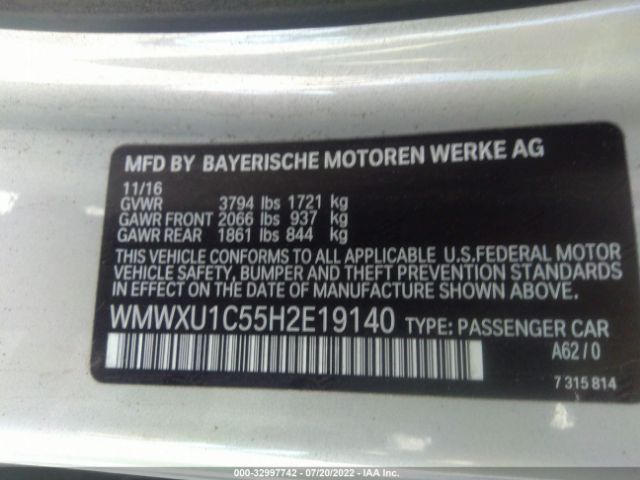 MFD BY BAYERISCHE MOTOREN WERKE AG
11/16
GVWR 3794 lbs 1721 kg
GAWR FRONT 2066 lbs 937 kg
GAWR REAR 1861 lbs 844 kg
THIS VEHICLE CONFORMS TO ALL APPLICABLE U.S.FEDERAL MOTOR
VEHICLE SAFETY, BUMPER AND THEFT PREVENTION STANDARDS
IN EFFECT ON THE DATE OF MANUFACTURE SHOWN ABOVE.
WMWXU1C55H2E19140 TYPE: PASSENGER CAR
A62/0
7 315 814
000-32997742 - 07/20/2022 - IAA Inc.